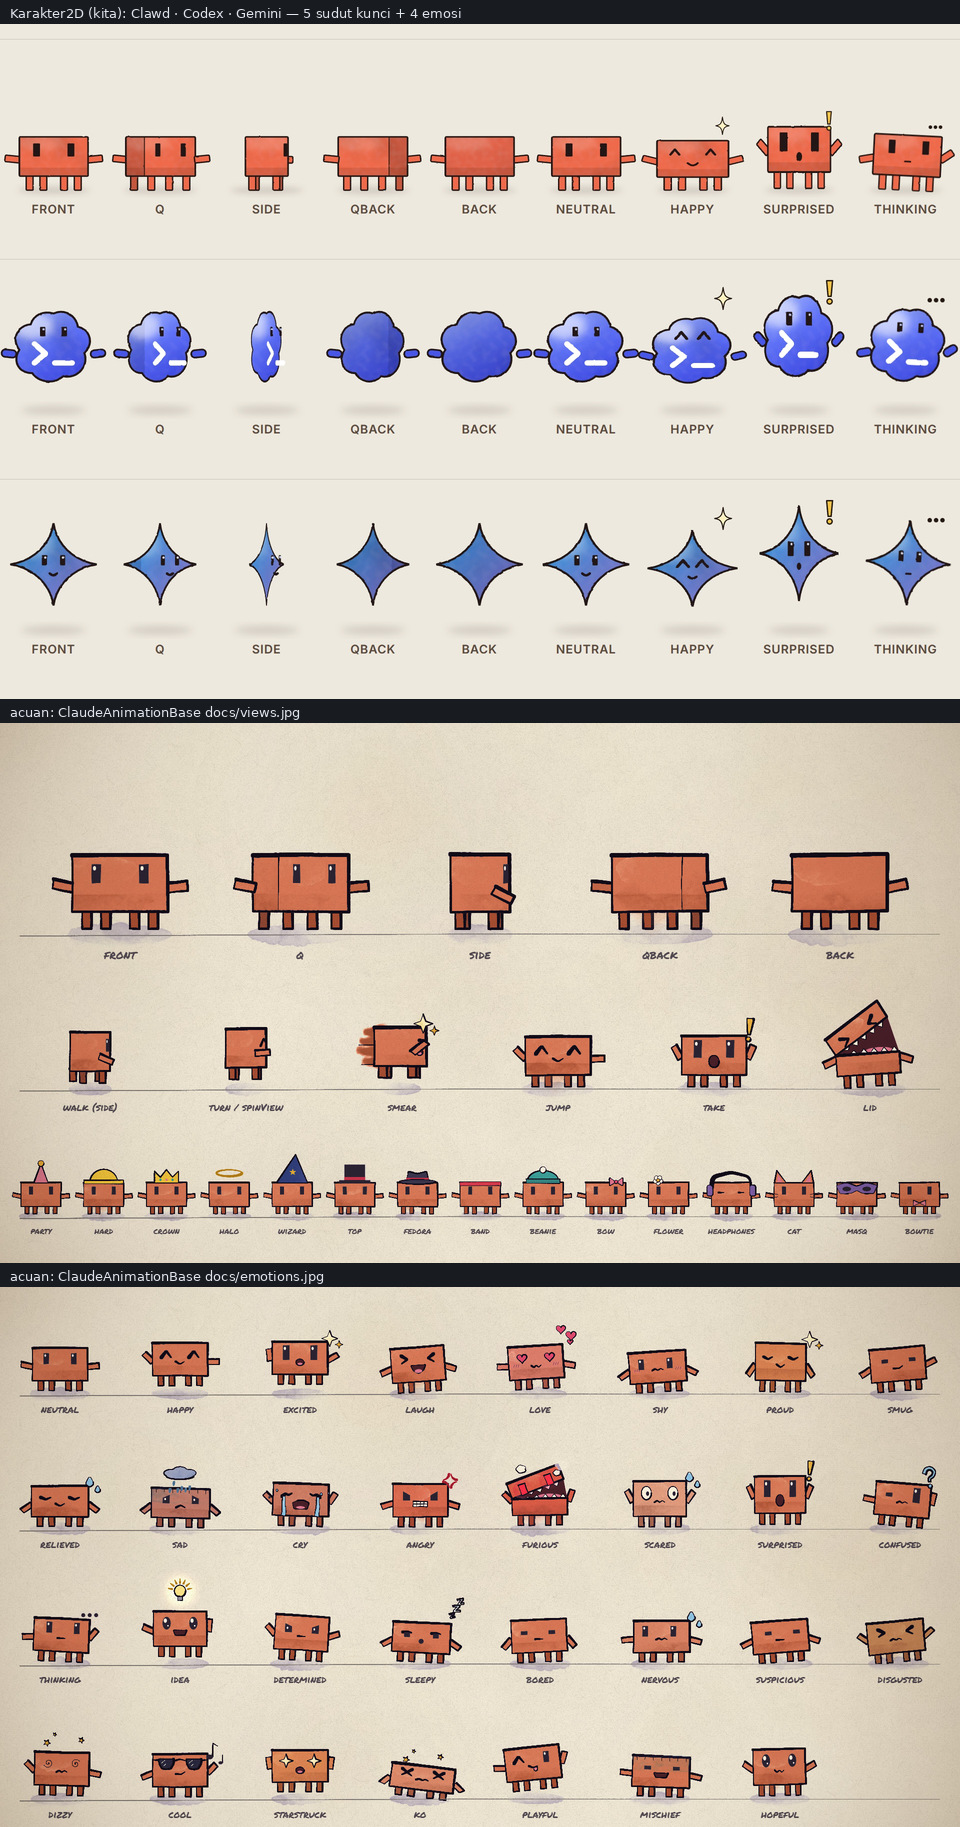 Karakter2D (kita): Clawd · Codex · Gemini — 5 sudut kunci + 4 emosi
FRONT Q SIDE QBACK BACK NEUTRAL HAPPY SURPRISED THINKING
FRONT Q SIDE QBACK BACK NEUTRAL HAPPY SURPRISED THINKING
FRONT Q SIDE QBACK BACK NEUTRAL HAPPY SURPRISED THINKING
acuan: ClaudeAnimationBase docs/views.jpg
FRONT Q SIDE QBACK BACK
WALK (SIDE) TURN / SPINVIEW SMEAR JUMP TAKE LID
PARTY HARD CROWN HALO WIZARD TOP FEDORA BAND BEANIE BOW FLOWER HEADPHONES CAT MASQ BOWTIE
acuan: ClaudeAnimationBase docs/emotions.jpg
NEUTRAL HAPPY EXCITED LAUGH LOVE SHY PROUD SMUG
RELIEVED SAD CRY ANGRY FURIOUS SCARED SURPRISED CONFUSED
THINKING IDEA DETERMINED SLEEPY BORED NERVOUS SUSPICIOUS DISGUSTED
DIZZY COOL STARSTRUCK KO PLAYFUL MISCHIEF HOPEFUL